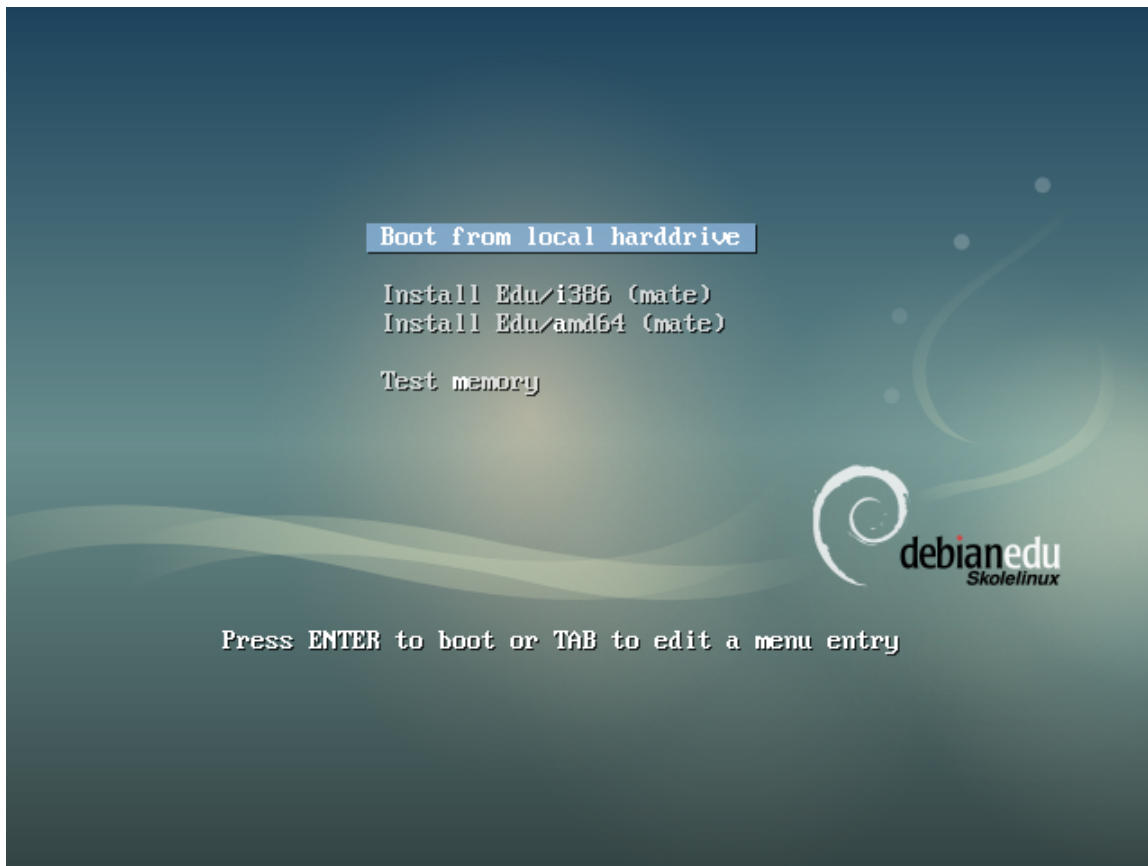 Boot from local harddrive
Install Edu/i386 (mate)
Install Edu/amd64 (mate)
Test memory
debianedu
Skolelinux
Press ENTER to boot or TAB to edit a menu entry